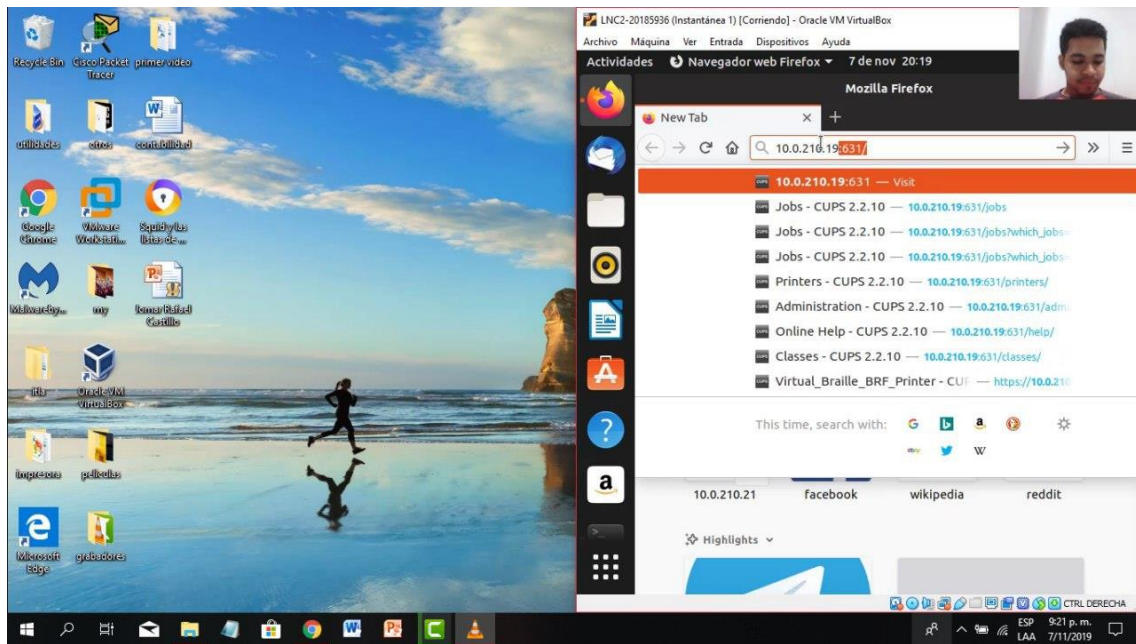 Recycle Bin
Cisco Packet
Tracer
primer video
utilidades
otros
contabilidad
Google
Chrome
VMware
Workstati...
Squid y las
listas de ...
Malwareby...
my
Iomar Rafael
Castillo
itla
Oracle VM
VirtualBox
impresora
peliculas
Microsoft
Edge
grabadores
LNC2-20185936 (Instantánea 1) [Corriendo] - Oracle VM VirtualBox
Archivo Máquina Ver Entrada Dispositivos Ayuda
Actividades Navegador web Firefox 7 de nov 20:19
Mozilla Firefox
New Tab
10.0.210.19:631/
10.0.210.19:631 — Visit
Jobs - CUPS 2.2.10 — 10.0.210.19:631/jobs
Jobs - CUPS 2.2.10 — 10.0.210.19:631/jobs?which_jobs=
Jobs - CUPS 2.2.10 — 10.0.210.19:631/jobs?which_jobs=
Printers - CUPS 2.2.10 — 10.0.210.19:631/printers/
Administration - CUPS 2.2.10 — 10.0.210.19:631/adm
Online Help - CUPS 2.2.10 — 10.0.210.19:631/help/
Classes - CUPS 2.2.10 — 10.0.210.19:631/classes/
Virtual_Braille_BRF_Printer - CUP — https://10.0.210
This time, search with:
10.0.210.21 facebook wikipedia reddit
Highlights
CTRL DERECHA
ESP 9:21 p. m.
LAA 7/11/2019